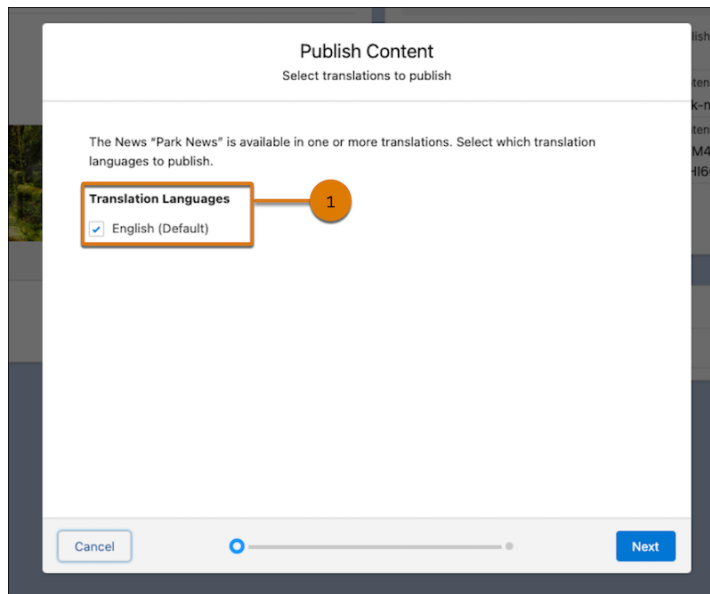 Publish Content
Select translations to publish
The News “Park News” is available in one or more translations. Select which translation
languages to publish.
Translation Languages
1
English (Default)
Cancel
Next